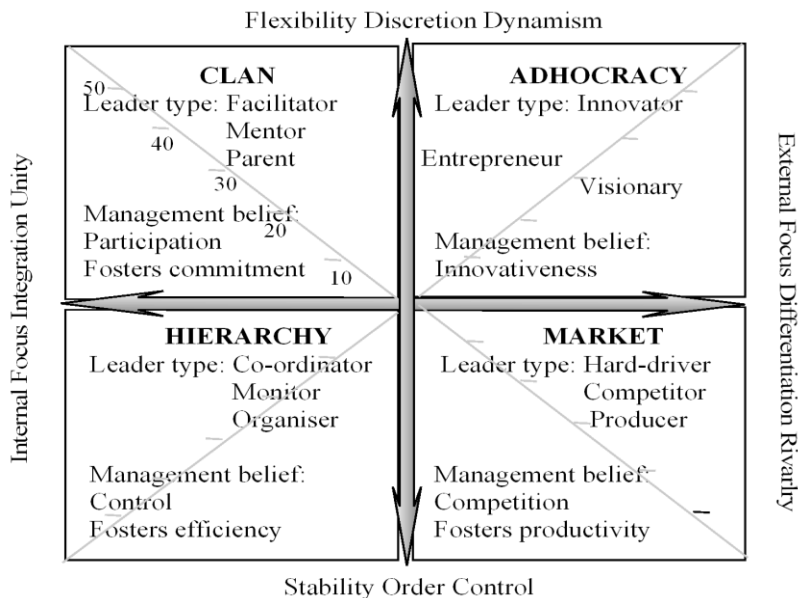 Flexibility Discretion Dynamism
CLAN
50
Leader type: Facilitator
Mentor
40
Parent
30
Management belief:
20
Participation
Fosters commitment
10
ADHOCRACY
Leader type: Innovator
Entrepreneur
Visionary
Management belief:
Innovativeness
Internal Focus Integration Unity
External Focus Differentiation Rivarlry
HIERARCHY
Leader type: Co-ordinator
Monitor
Organiser
Management belief:
Control
Fosters efficiency
MARKET
Leader type: Hard-driver
Competitor
Producer
Management belief:
Competition
Fosters productivity
Stability Order Control